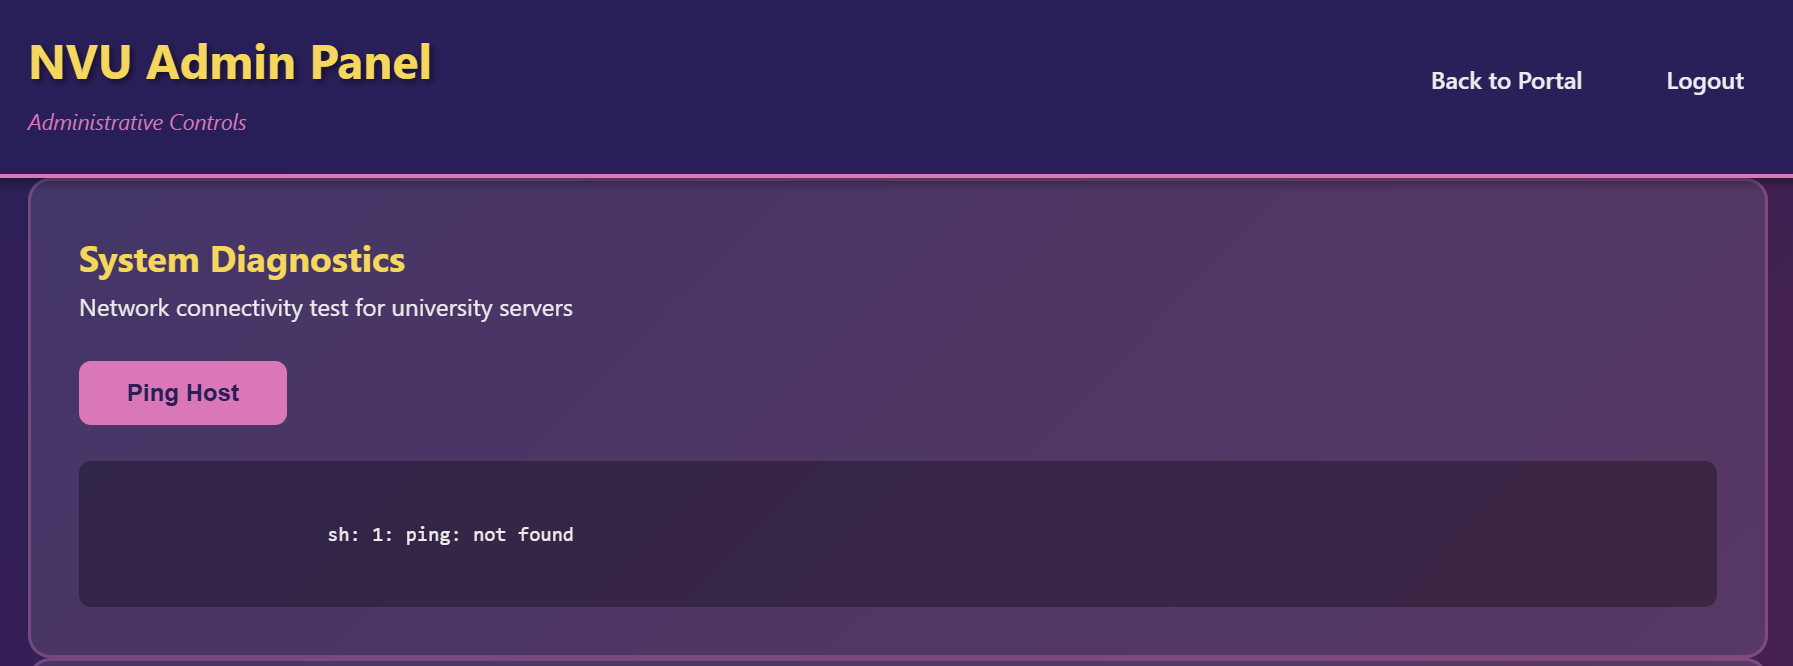 NVU Admin Panel
Administrative Controls
Back to Portal
Logout
System Diagnostics
Network connectivity test for university servers
Ping Host
sh: 1: ping: not found